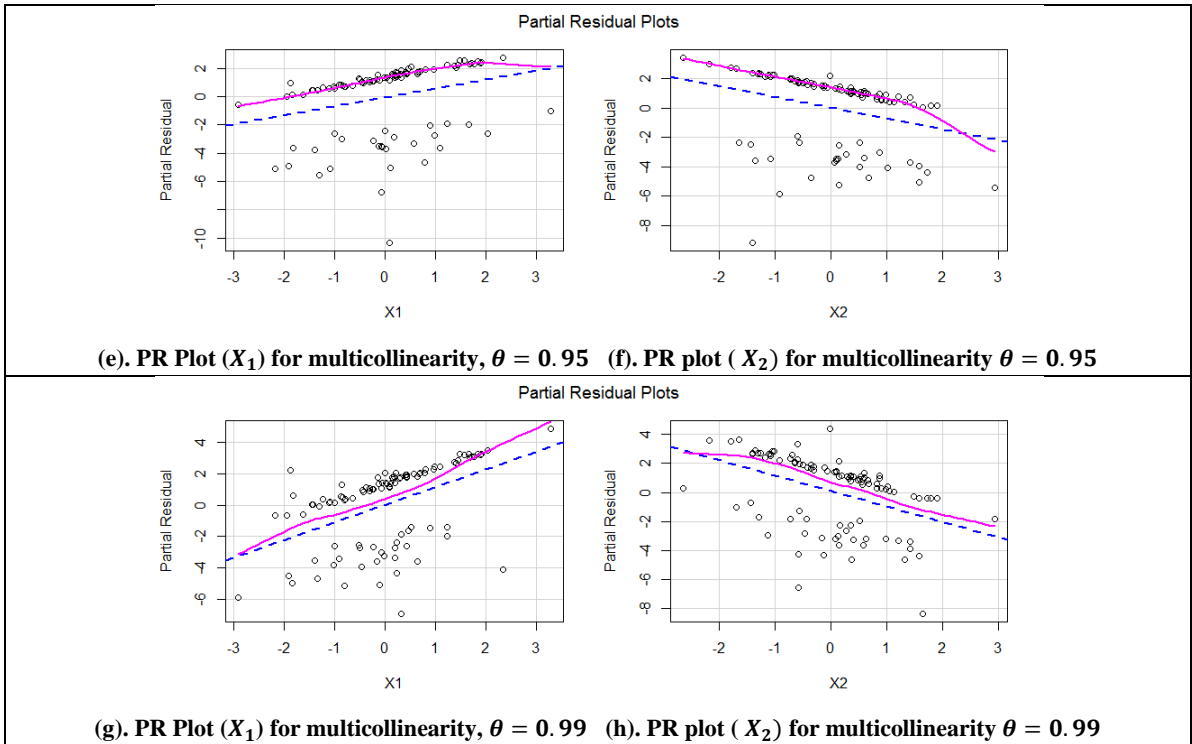 Partial Residual Plots
Partial Residual
2
0
-2
-4
-6
-10
-3 -2 -1 0 1 2 3
X1
Partial Residual
2
0
-2
-4
-6
-8
-2 -1 0 1 2 3
X2
(e). PR Plot (X₁) for multicollinearity, θ = 0.95 (f). PR plot ( X₂) for multicollinearity θ = 0.95
Partial Residual Plots
Partial Residual
4
2
0
-2
-4
-6
-3 -2 -1 0 1 2 3
X1
Partial Residual
4
2
0
-2
-4
-6
-8
-2 -1 0 1 2 3
X2
(g). PR Plot (X₁) for multicollinearity, θ = 0.99 (h). PR plot ( X₂) for multicollinearity θ = 0.99